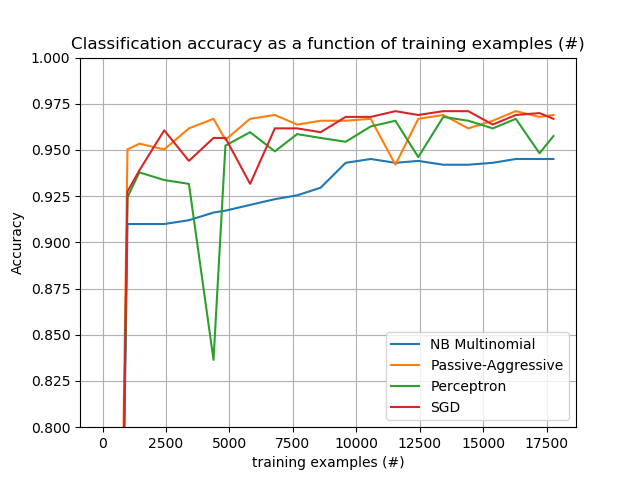 Classification accuracy as a function of training examples (#)
1.000
0.975
0.950
0.925
0.900
0.875
0.850
0.825
0.800
Accuracy
NB Multinomial
Passive-Aggressive
Perceptron
SGD
0 2500 5000 7500 10000 12500 15000 17500
training examples (#)